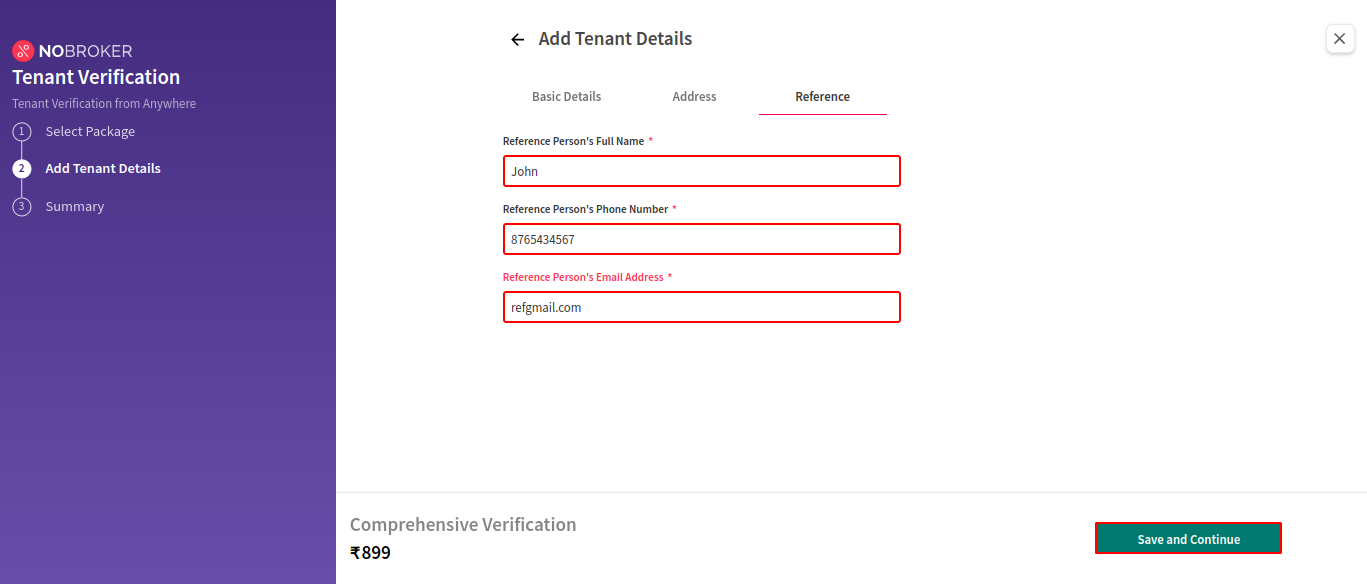 NOBROKER
Tenant Verification
Tenant Verification from Anywhere
1 Select Package
2 Add Tenant Details
3 Summary
Add Tenant Details
Basic Details Address Reference
Reference Person's Full Name *
John
Reference Person's Phone Number *
8765434567
Reference Person's Email Address *
refgmail.com
Comprehensive Verification
₹899
Save and Continue